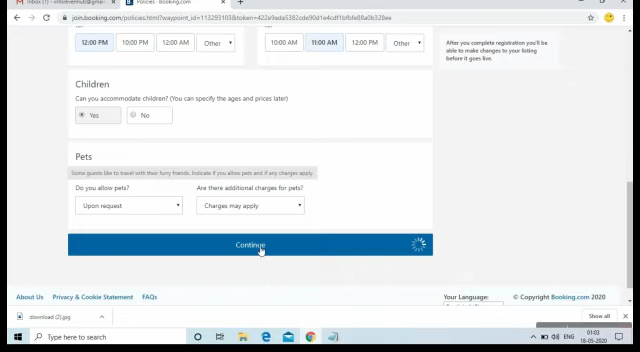 Inbox (1) - inforevenhub@gmai
Policies - Booking.com
join.booking.com/policies.html?waypoint_id=113293103&token=
12:00 PM 10:00 PM 12:00 AM Other
10:00 AM 11:00 AM 12:00 PM Other
After you complete registration you'll be
able to make changes to your listing
before it goes live.
Children
Can you accommodate children? (You can specify the ages and prices later)
Yes No
Pets
Some guests like to travel with their furry friends. Indicate if you allow pets and if any charges apply.
Do you allow pets? Are there additional charges for pets?
Upon request Charges may apply
Continue
About Us Privacy & Cookie Statement FAQs
Your Language:
© Copyright Booking.com 2020
download (2).jpg
Show all
Type here to search
ENG
01:03
18-05-2020